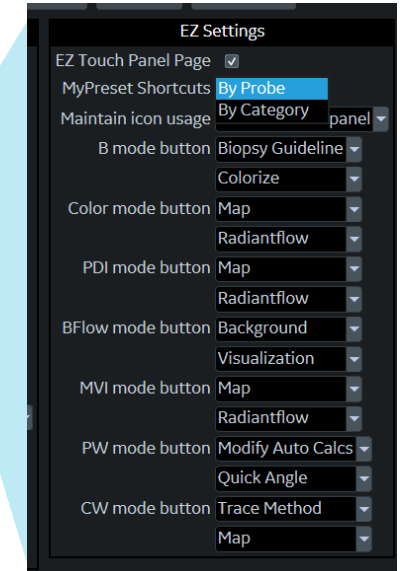 EZ Settings
EZ Touch Panel Page
MyPreset Shortcuts By Probe
By Category
Maintain icon usage panel
B mode button Biopsy Guideline
Colorize
Color mode button Map
Radiantflow
PDI mode button Map
Radiantflow
BFlow mode button Background
Visualization
MVI mode button Map
Radiantflow
PW mode button Modify Auto Calcs
Quick Angle
CW mode button Trace Method
Map